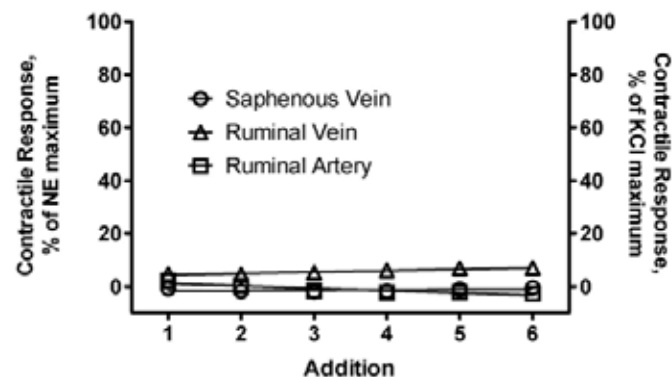 Contractile Response,
% of NE maximum
100
80
60
40
20
0
Saphenous Vein
Ruminal Vein
Ruminal Artery
100
80
60
40
20
0
Contractile Response,
% of KCl maximum
1 2 3 4 5 6
Addition